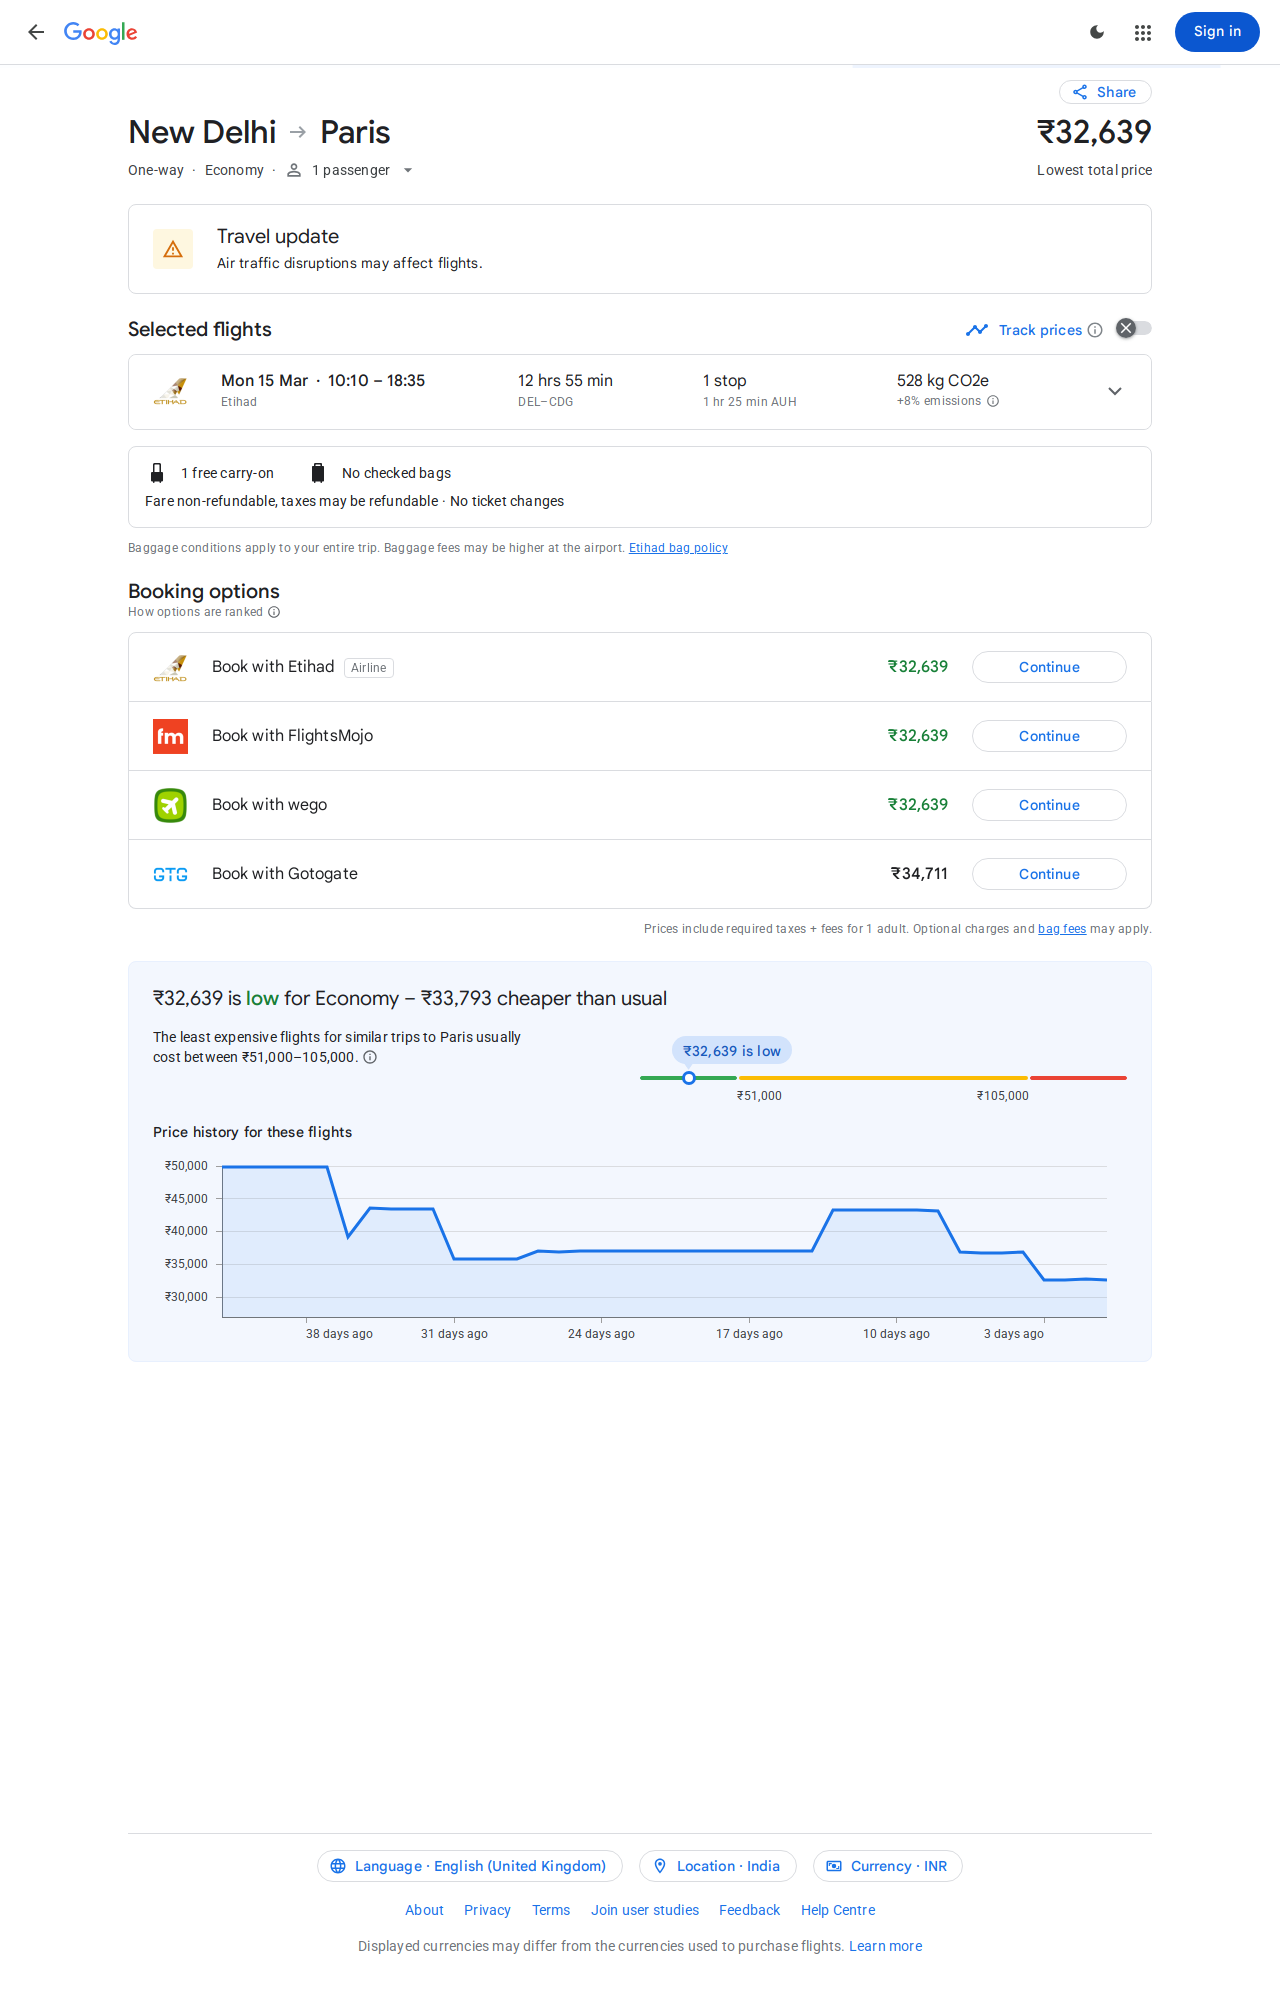 Google
Sign in
Share
New Delhi → Paris
₹32,639
One-way · Economy · 1 passenger
Lowest total price
Travel update
Air traffic disruptions may affect flights.
Selected flights
Track prices
Mon 15 Mar · 10:10 – 18:35
12 hrs 55 min
1 stop
528 kg CO2e
ETIHAD
Etihad
DEL–CDG
1 hr 25 min AUH
+8% emissions
1 free carry-on
No checked bags
Fare non-refundable, taxes may be refundable · No ticket changes
Baggage conditions apply to your entire trip. Baggage fees may be higher at the airport. Etihad bag policy
Booking options
How options are ranked
ETIHAD
Book with Etihad
Airline
₹32,639
Continue
fm
Book with FlightsMojo
₹32,639
Continue
Book with wego
₹32,639
Continue
GTG
Book with Gotogate
₹34,711
Continue
Prices include required taxes + fees for 1 adult. Optional charges and bag fees may apply.
₹32,639 is low for Economy – ₹33,793 cheaper than usual
The least expensive flights for similar trips to Paris usually
cost between ₹51,000–105,000.
₹32,639 is low
₹51,000
₹105,000
Price history for these flights
₹50,000
₹45,000
₹40,000
₹35,000
₹30,000
38 days ago
31 days ago
24 days ago
17 days ago
10 days ago
3 days ago
Language · English (United Kingdom)
Location · India
Currency · INR
About
Privacy
Terms
Join user studies
Feedback
Help Centre
Displayed currencies may differ from the currencies used to purchase flights. Learn more